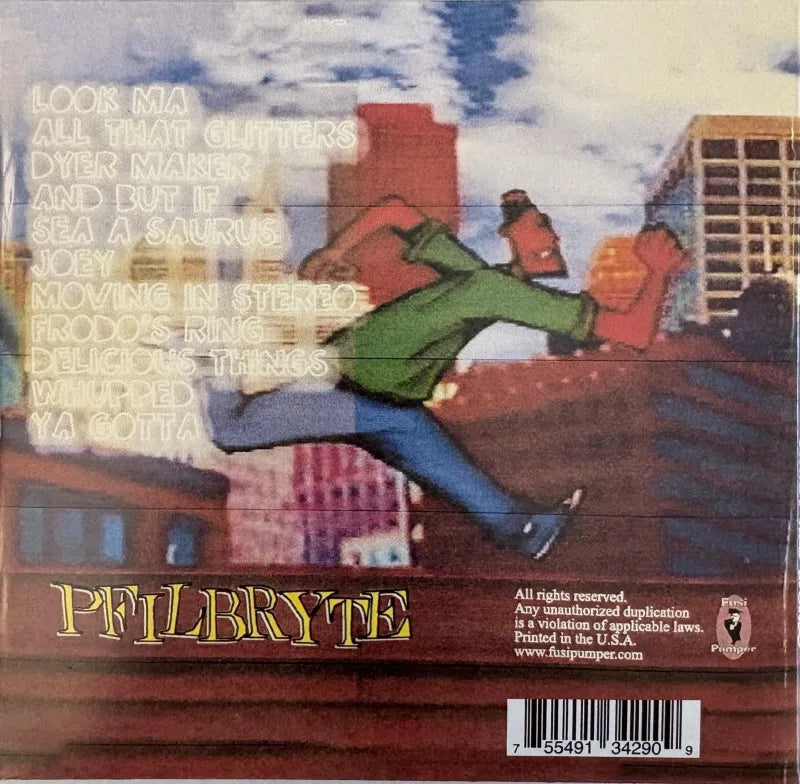 LOOK MA
ALL THAT GLITTERS
DYER MAKER
AND BUT IF
SEA A SAURUS
JOEY
MOVING IN STEREO
FRODO'S RING
DELICIOUS THINGS
WHUPPED
YA GOTTA
PFILBRYTE
All rights reserved.
Any unauthorized duplication
is a violation of applicable laws.
Printed in the U.S.A.
www.fusipumper.com
Fusi
Pumper
7 55491 34290 9